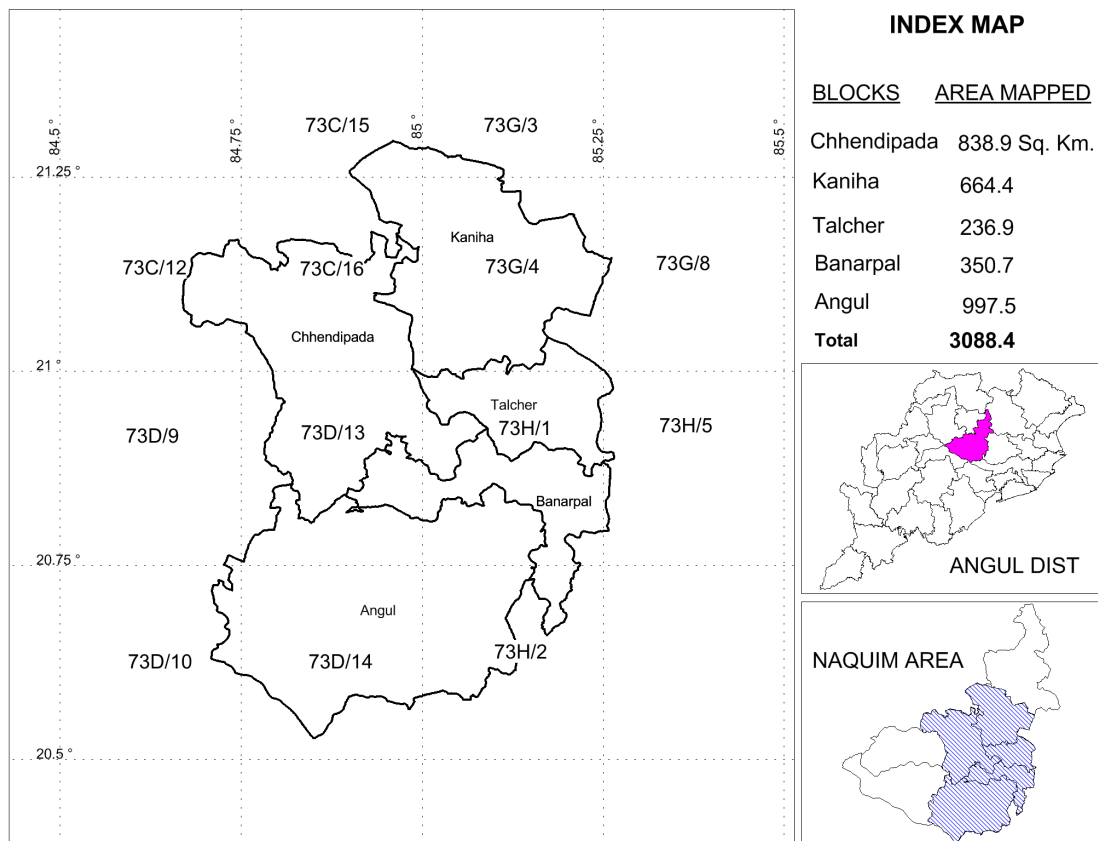 INDEX MAP
BLOCKS AREA MAPPED
Chhendipada 838.9 Sq. Km.
Kaniha 664.4
Talcher 236.9
Banarpal 350.7
Angul 997.5
Total 3088.4
84.5 °
84.75 °
85 °
85.25 °
85.5 °
73C/15
73G/3
21.25 °
Kaniha
73C/12
73C/16
73G/4
73G/8
Chhendipada
21 °
Talcher
73D/9
73D/13
73H/1
73H/5
Banarpal
20.75 °
Angul
73D/10
73D/14
73H/2
20.5 °
ANGUL DIST
NAQUIM AREA